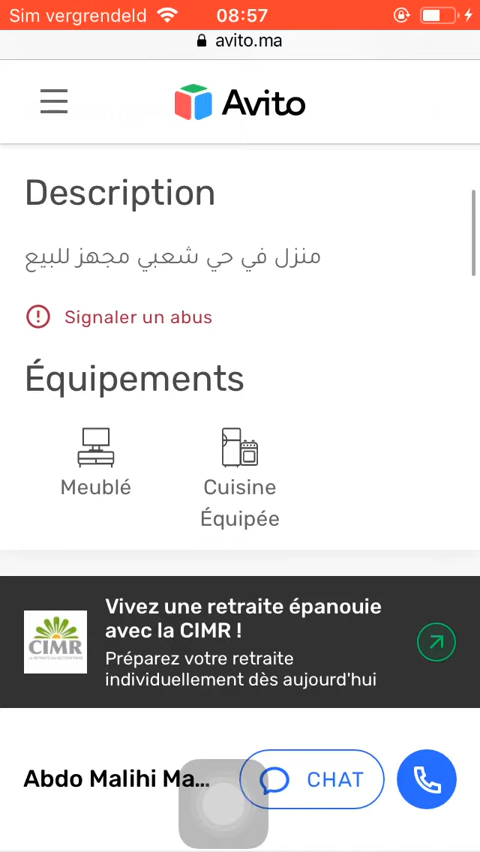 Sim vergrendeld 08:57
avito.ma
Avito
Description
منزل في حي شعبي مجهز للبيع
Signaler un abus
Équipements
Meublé
Cuisine
Équipée
CIMR
Vivez une retraite épanouie
avec la CIMR !
Préparez votre retraite
individuellement dès aujourd'hui
Abdo Malihi Ma...
CHAT